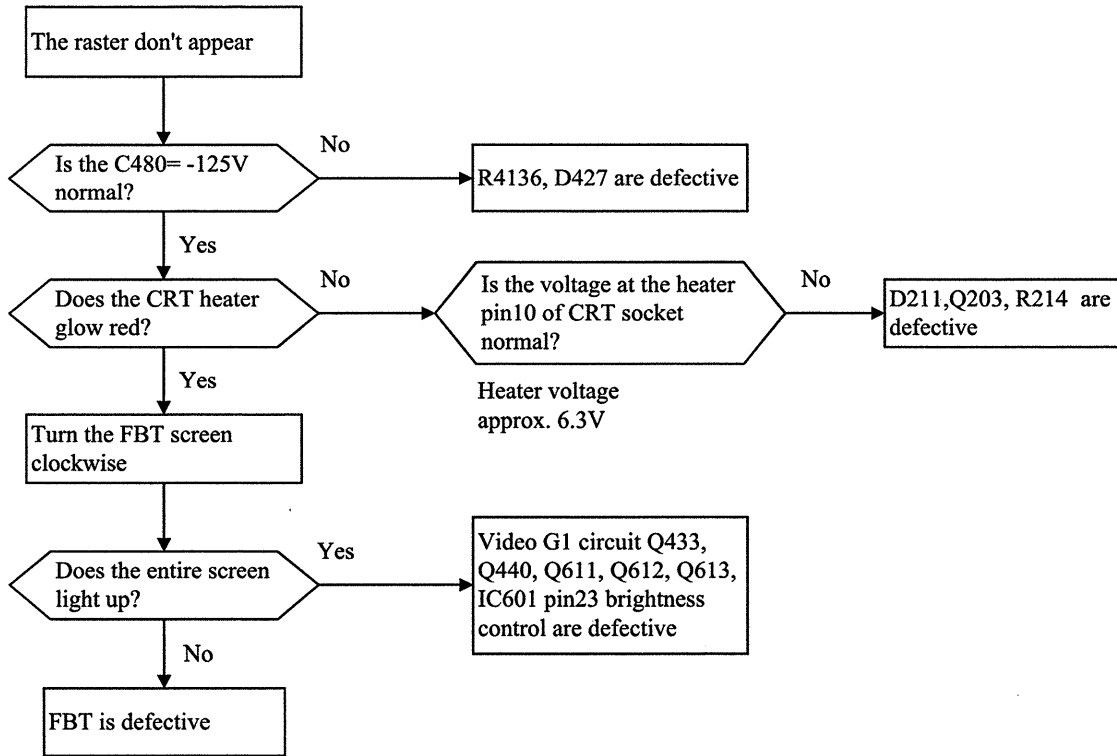 The raster don't appear
Is the C480= -125V
normal?
No
R4136, D427 are defective
Yes
Does the CRT heater
glow red?
No
Is the voltage at the heater
pin10 of CRT socket
normal?
No
D211,Q203, R214 are
defective
Heater voltage
approx. 6.3V
Yes
Turn the FBT screen
clockwise
Does the entire screen
light up?
Yes
Video G1 circuit Q433,
Q440, Q611, Q612, Q613,
IC601 pin23 brightness
control are defective
No
FBT is defective